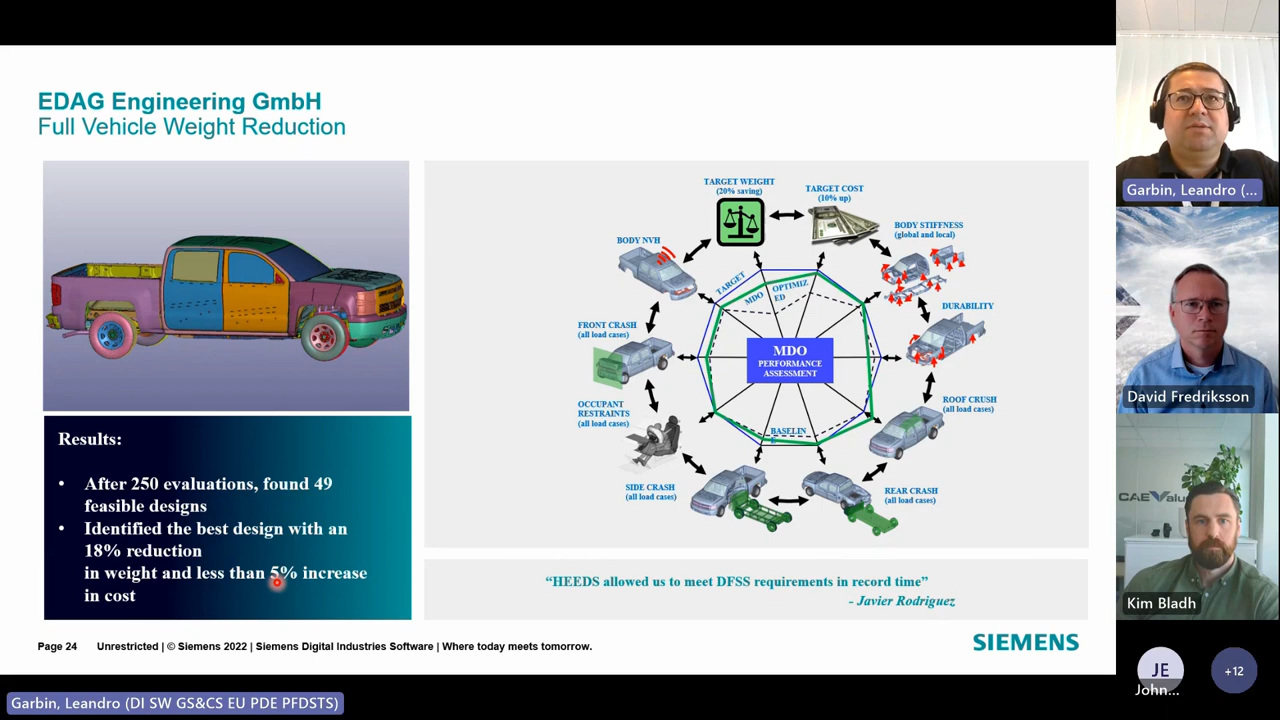 EDAG Engineering GmbH
Full Vehicle Weight Reduction
TARGET WEIGHT
(20% saving)
TARGET COST
(10% up)
BODY STIFFNESS
(global and local)
BODY NVH
DURABILITY
FRONT CRASH
(all load cases)
TARGET
MDO
OPTIMIZ
ED
MDO
PERFORMANCE
ASSESSMENT
ROOF CRUSH
(all load cases)
OCCUPANT
RESTRAINTS
(all load cases)
BASELIN
SIDE CRASH
(all load cases)
REAR CRASH
(all load cases)
Results:
• After 250 evaluations, found 49
feasible designs
• Identified the best design with an
18% reduction
in weight and less than 5% increase
in cost
“HEEDS allowed us to meet DFSS requirements in record time”
- Javier Rodriguez
Page 24 Unrestricted | © Siemens 2022 | Siemens Digital Industries Software | Where today meets tomorrow.
SIEMENS
Garbin, Leandro (DI SW GS&CS EU PDE PFDSTS)
Garbin, Leandro (...
David Fredriksson
CAEValue
Kim Bladh
JE
John...
+12